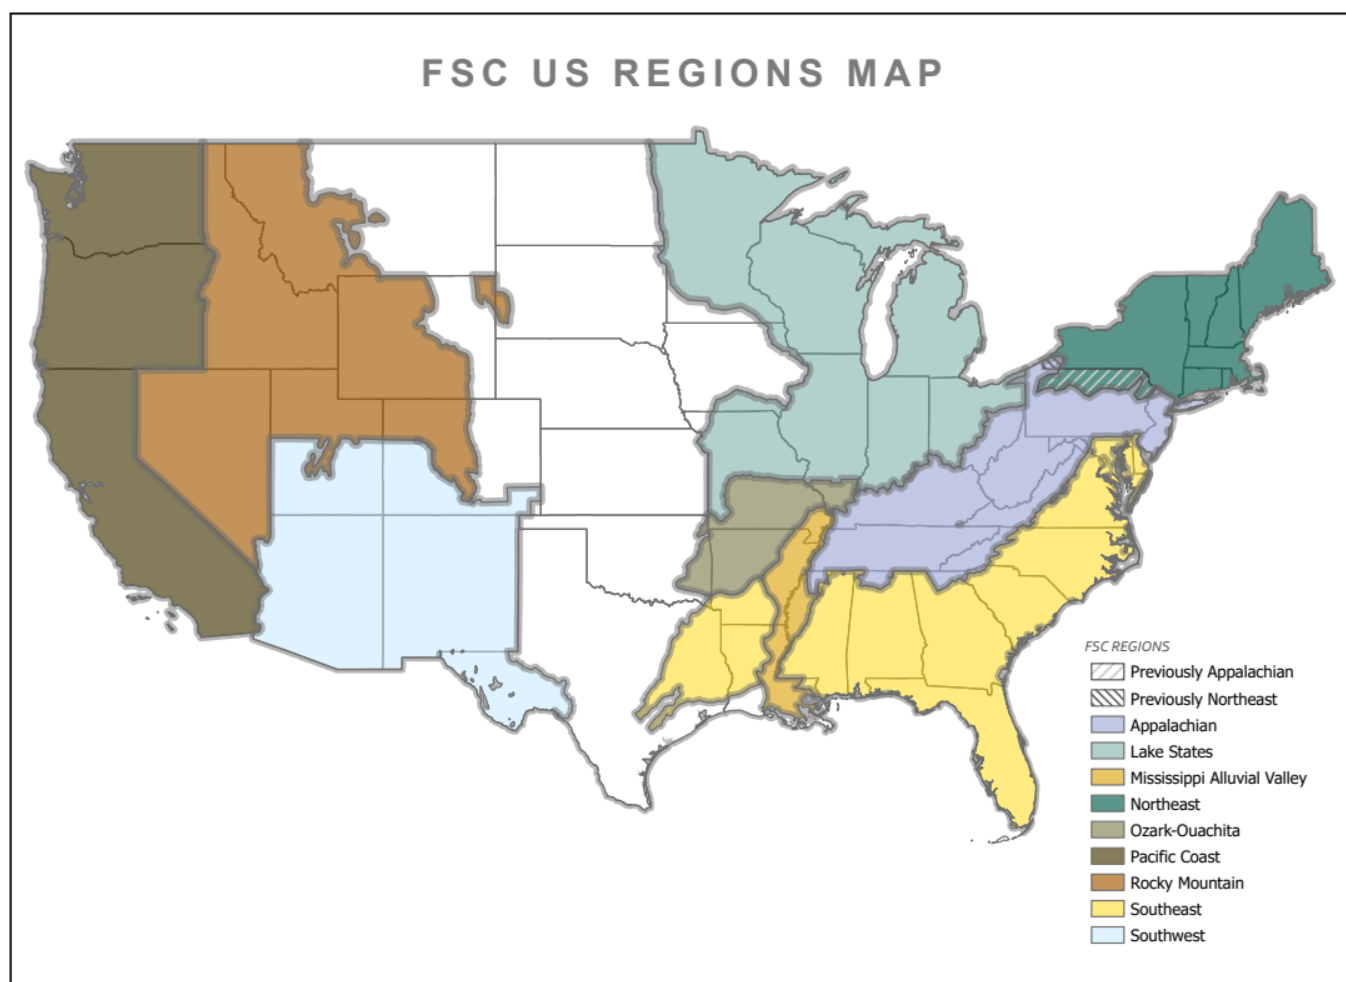 FSC US REGIONS MAP
FSC REGIONS
Previously Appalachian
Previously Northeast
Appalachian
Lake States
Mississippi Alluvial Valley
Northeast
Ozark-Ouachita
Pacific Coast
Rocky Mountain
Southeast
Southwest